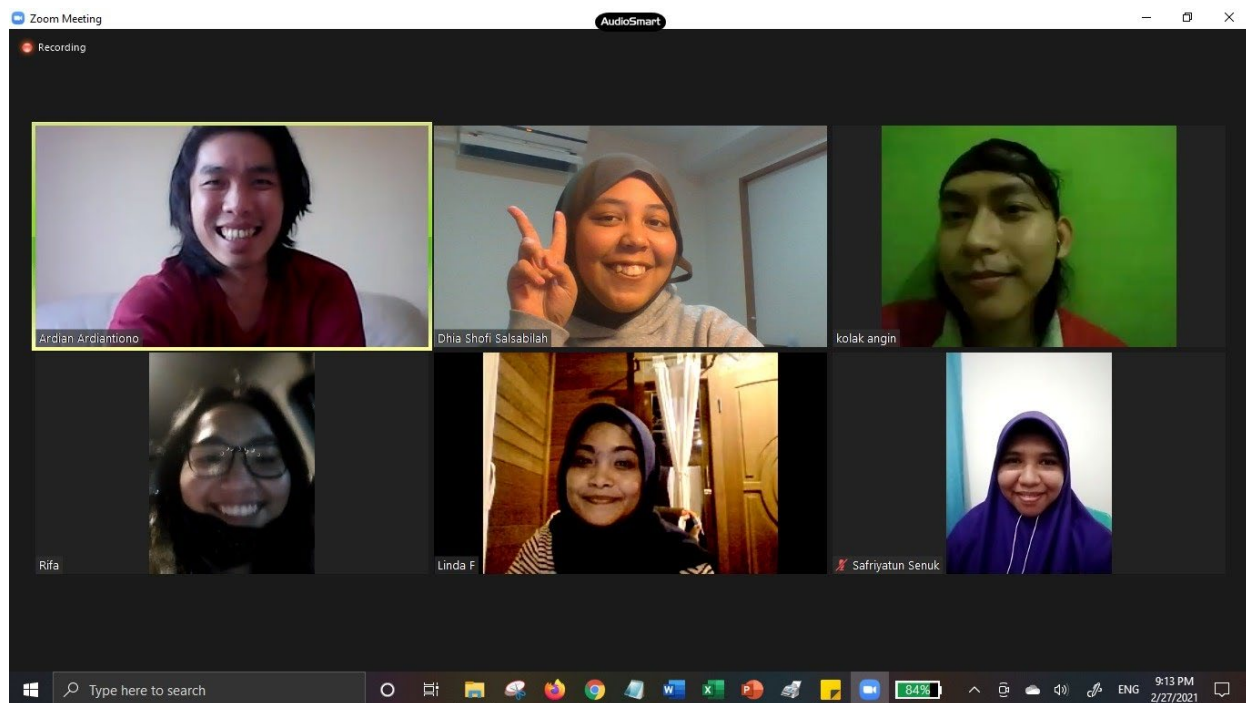 Zoom Meeting
AudioSmart
Recording
Ardian Ardiantiono
Dhia Shofi Salsabilah
kolak angin
Rifa
Linda F
Safriyatun Senuk
Type here to search
84%
ENG
9:13 PM
2/27/2021